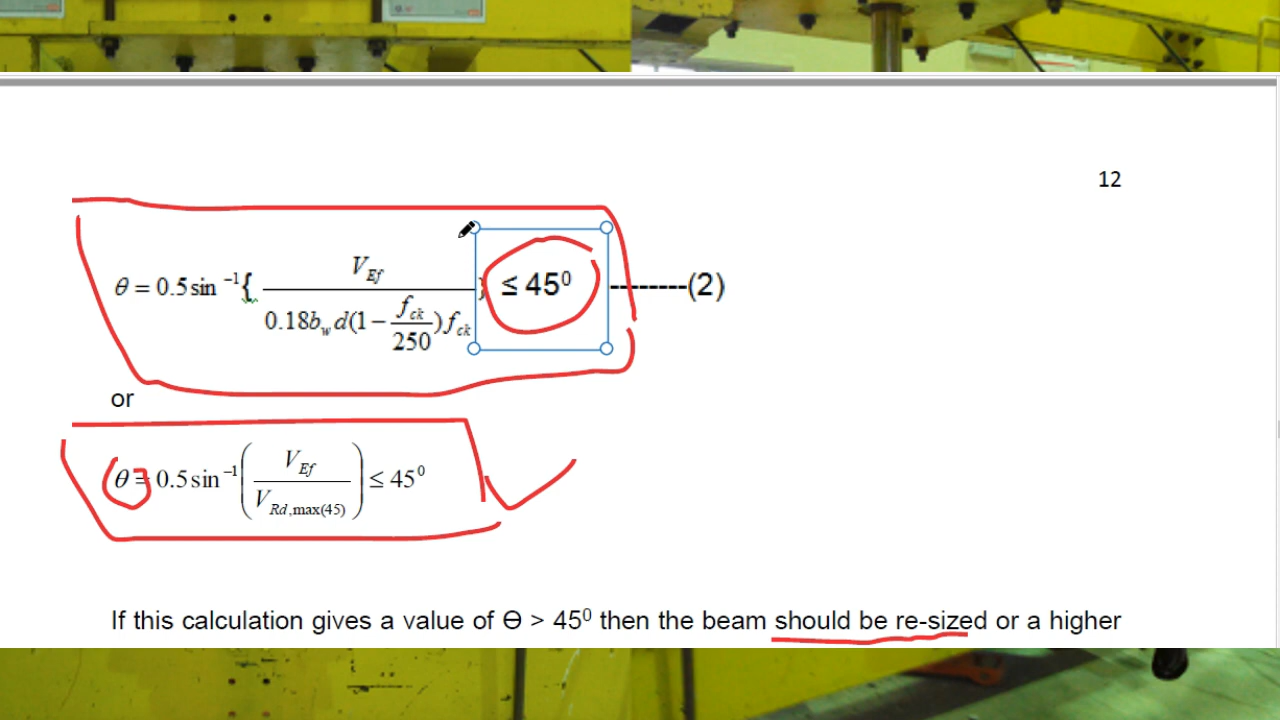 12
θ = 0.5 sin ⁻¹{ V_Ef / 0.18b_w d(1 − f_ck / 250) f_ck } ≤ 45⁰ --------(2)
or
θ = 0.5 sin⁻¹ ( V_Ef / V_Rd,max(45) ) ≤ 45⁰
If this calculation gives a value of Ɵ > 45⁰ then the beam should be re-sized or a higher